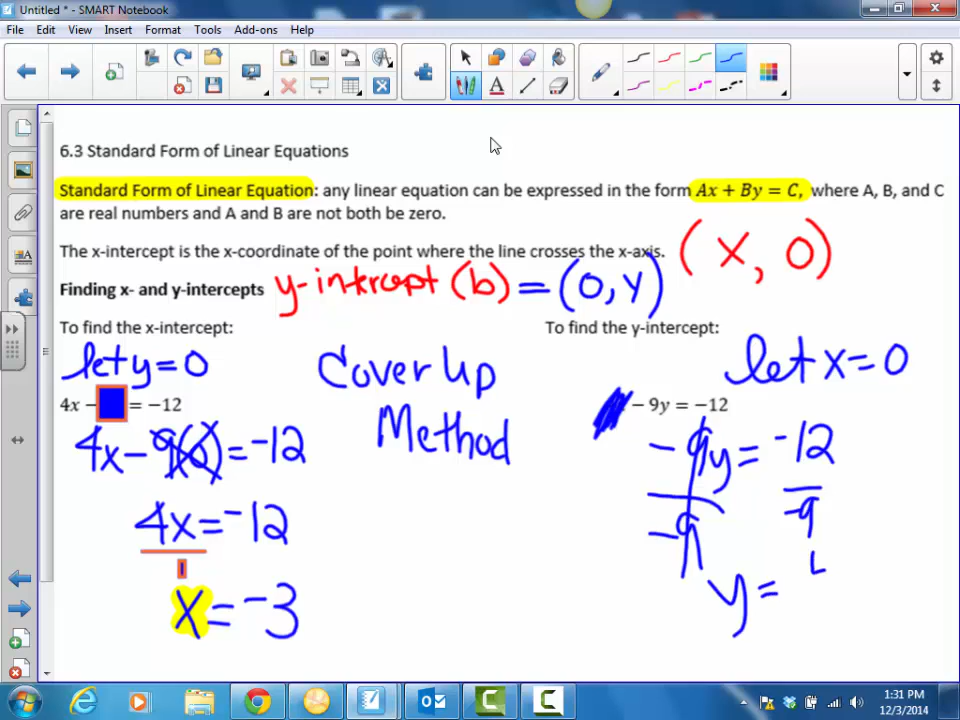 Untitled * - SMART Notebook
File Edit View Insert Format Tools Add-ons Help
6.3 Standard Form of Linear Equations
Standard Form of Linear Equation: any linear equation can be expressed in the form Ax + By = C, where A, B, and C
are real numbers and A and B are not both be zero.
The x-intercept is the x-coordinate of the point where the line crosses the x-axis. (x, 0)
Finding x- and y-intercepts y-intercept (b) = (0, y)
To find the x-intercept:
let y = 0
4x - = -12
4x - 9(0) = -12
4x = -12
x = -3
Cover Up
Method
To find the y-intercept:
let x = 0
- 9y = -12
-9y = -12
-9 -9
y =
1:31 PM
12/3/2014